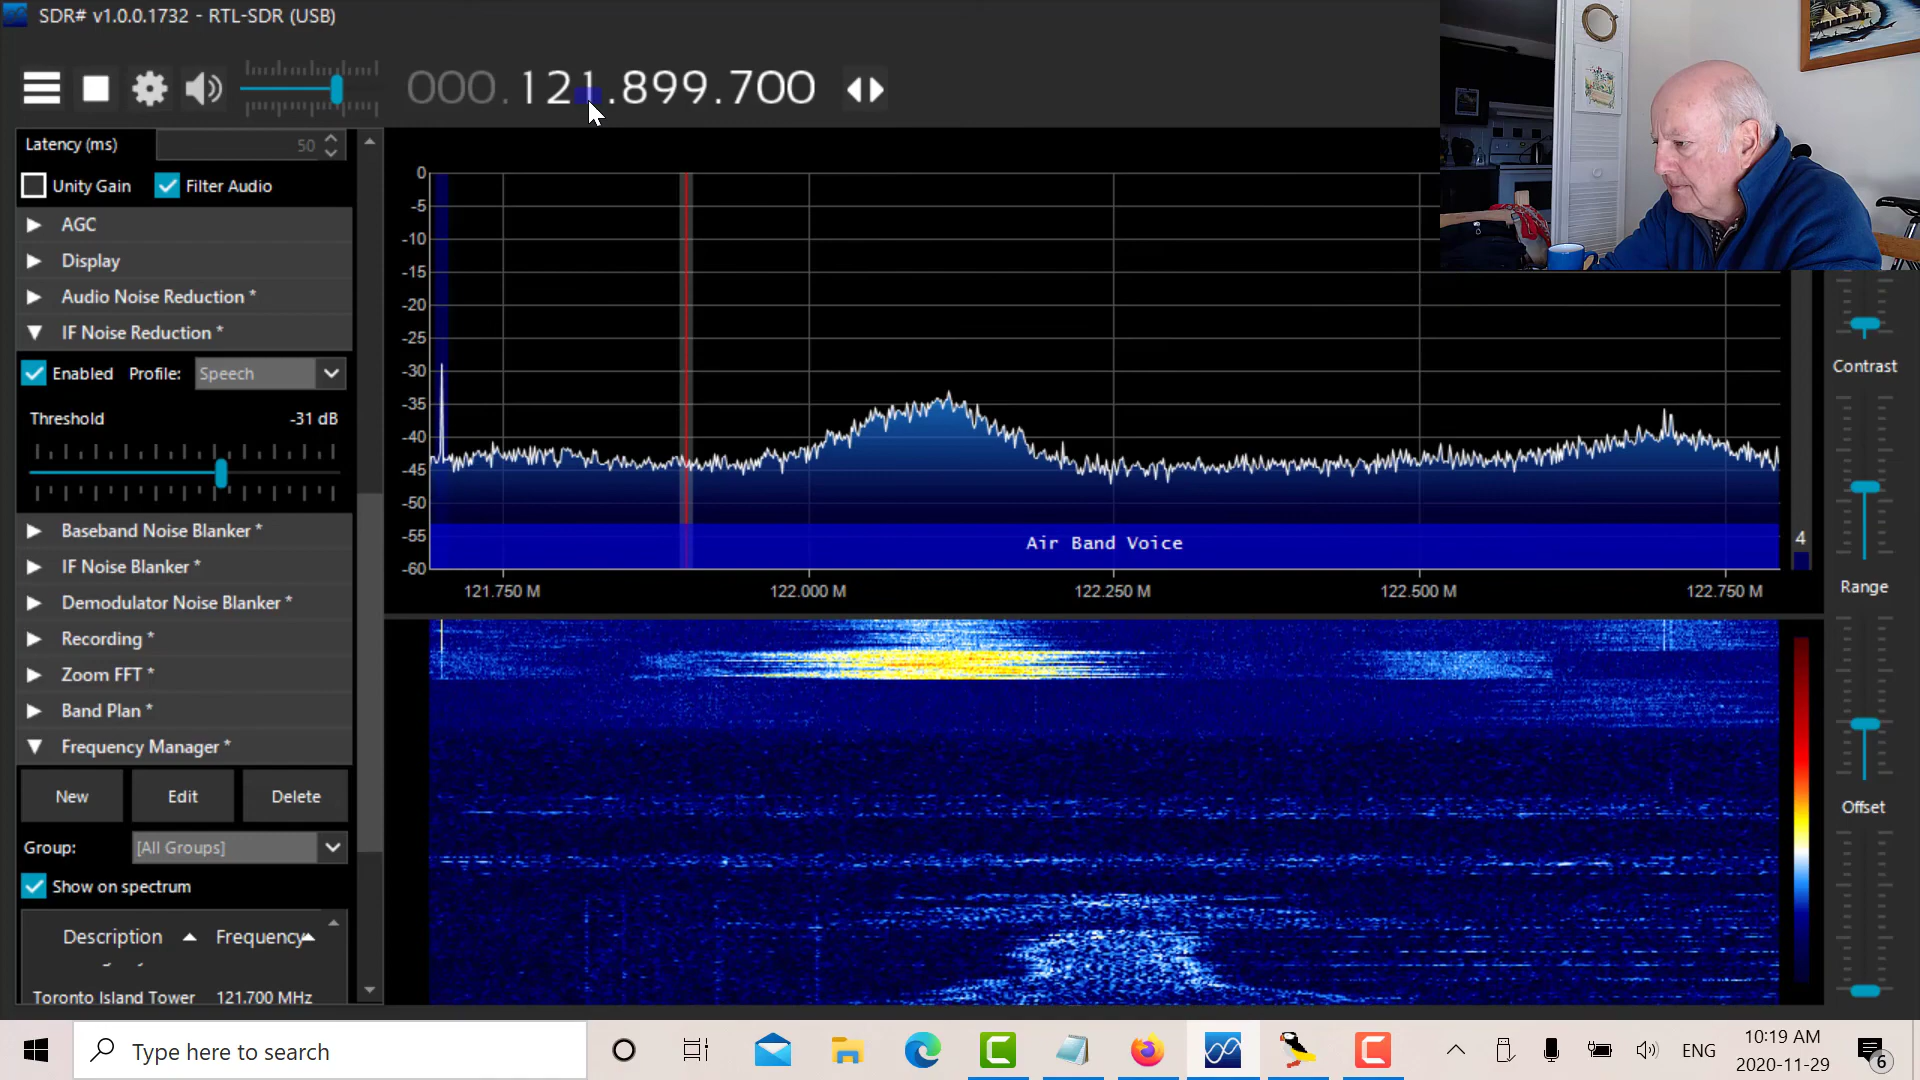 SDR# v1.0.0.1732 - RTL-SDR (USB)
000.121.899.700
Latency (ms) 50
Unity Gain Filter Audio
AGC
Display
Audio Noise Reduction *
IF Noise Reduction *
Enabled Profile: Speech
Threshold -31 dB
Baseband Noise Blanker *
IF Noise Blanker *
Demodulator Noise Blanker *
Recording *
Zoom FFT *
Band Plan *
Frequency Manager *
New Edit Delete
Group: [All Groups]
Show on spectrum
Description Frequency
Toronto Island Tower 121.700 MHz
0
-5
-10
-15
-20
-25
-30
-35
-40
-45
-50
-55
-60
Air Band Voice
4
121.750 M 122.000 M 122.250 M 122.500 M 122.750 M
Contrast
Range
Offset
Type here to search
ENG
10:19 AM
2020-11-29
6